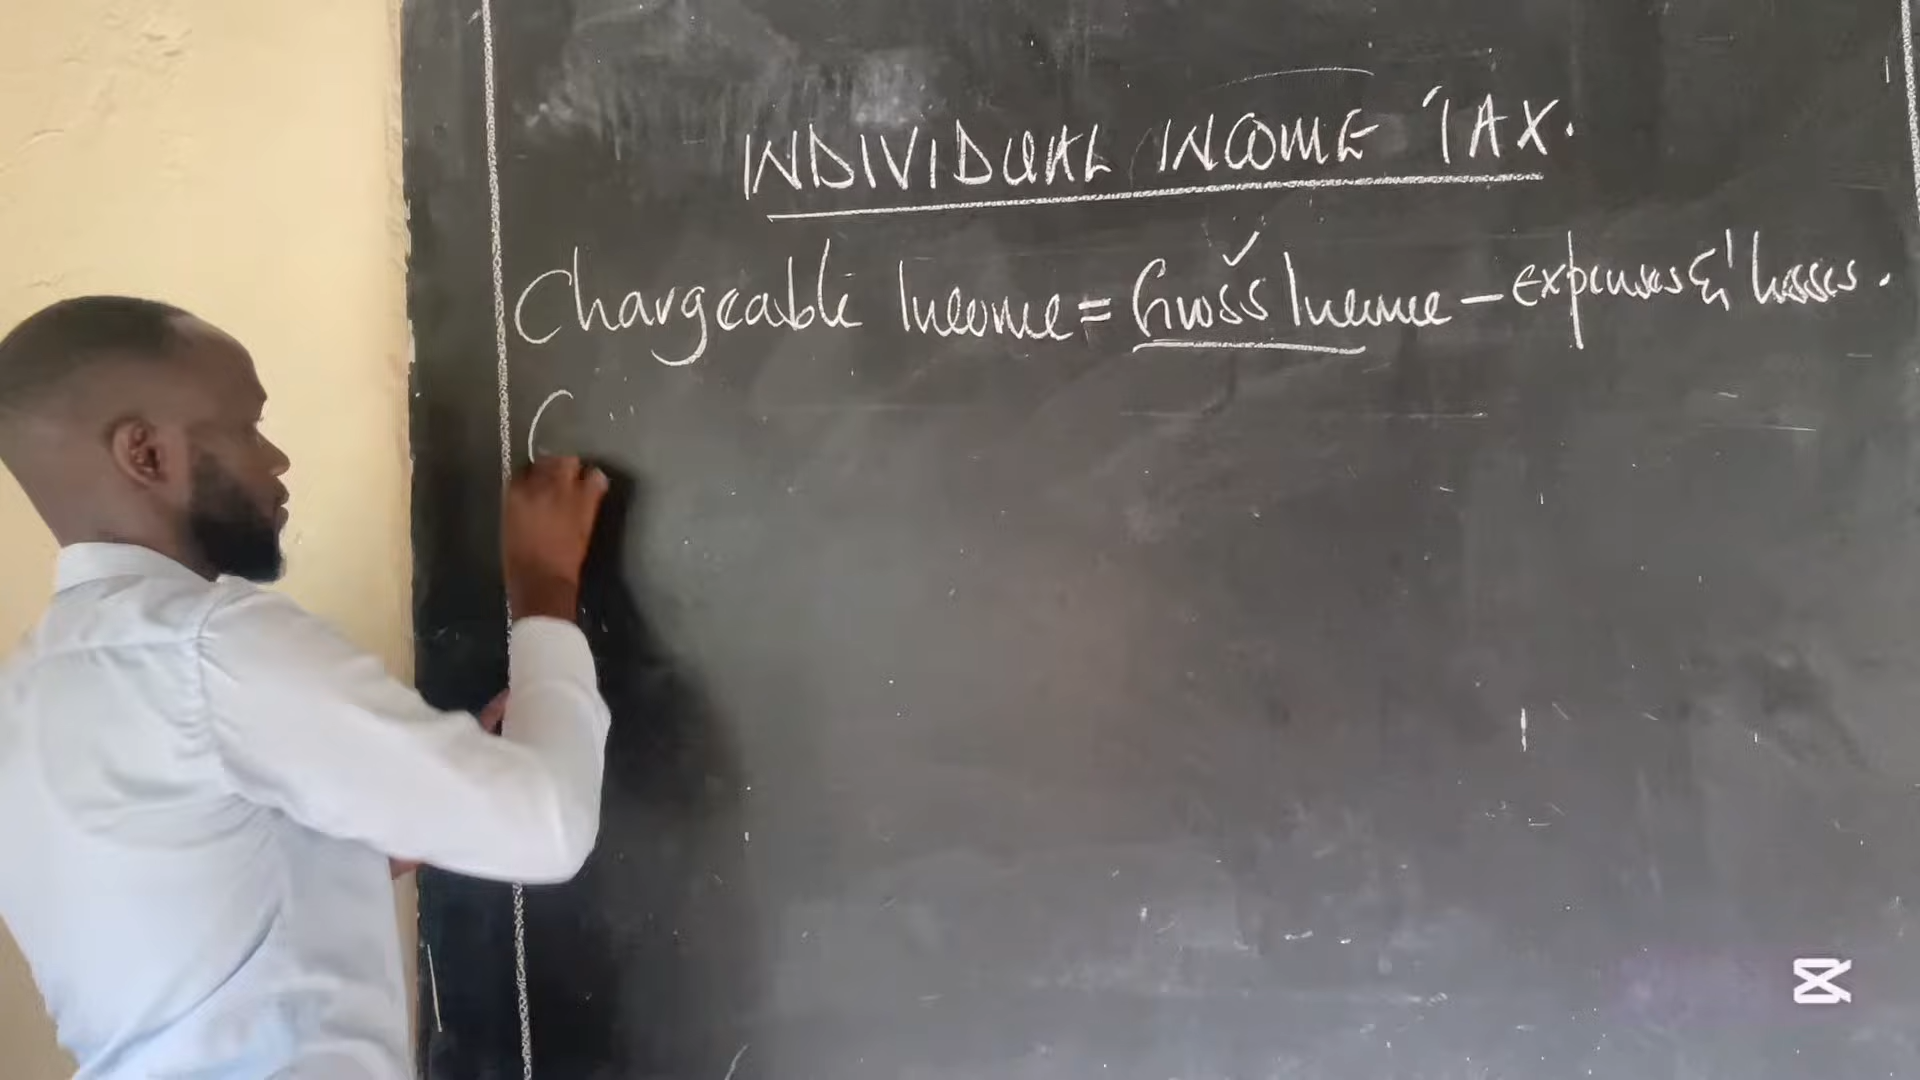 INDIVIDUAL INCOME TAX.
Chargeable Income = Gross Income - expenses & losses.
C